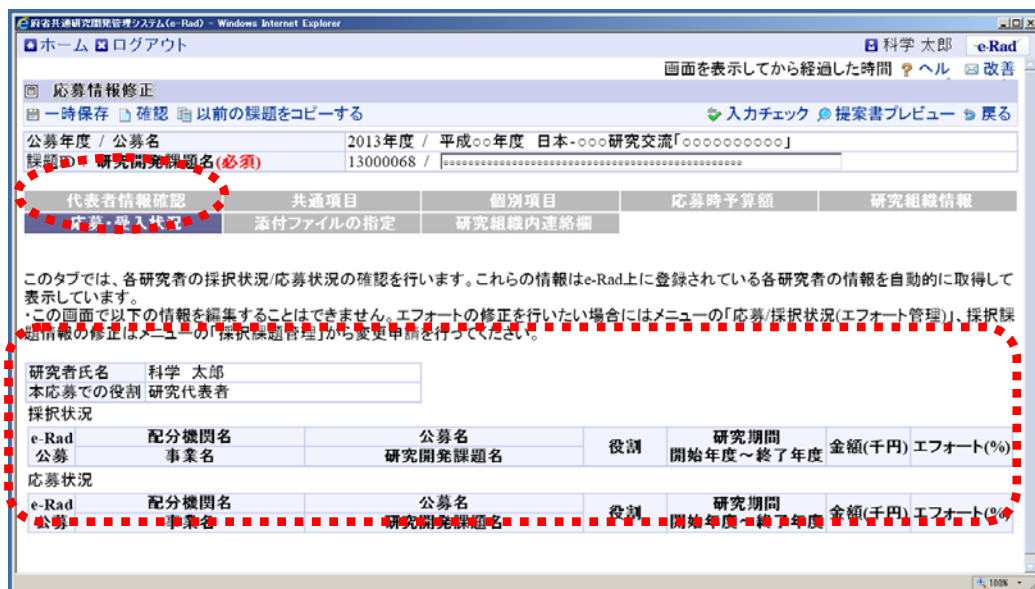 府省共通研究開発管理システム(e-Rad) - Windows Internet Explorer
ホーム ログアウト 科学 太郎 e-Rad
画面を表示してから経過した時間 ヘル 改善
応募情報修正
一時保存 確認 以前の課題をコピーする 入力チェック 提案書プレビュー 戻る
公募年度 / 公募名 2013年度 / 平成○○年度 日本-○○○研究交流「○○○○○○○○○○」
課題ID / 研究開発課題名(必須) 13000068 /
代表者情報確認 共通項目 個別項目 応募時予算額 研究組織情報
応募・受入状況 添付ファイルの指定 研究組織内連絡欄
このタブでは、各研究者の採択状況/応募状況の確認を行います。これらの情報はe-Rad上に登録されている各研究者の情報を自動的に取得して
表示しています。
・この画面で以下の情報を編集することはできません。エフォートの修正を行いたい場合にはメニューの「応募/採択状況(エフォート管理)」、採択課
題情報の修正はメニューの「採択課題管理」から変更申請を行ってください。
研究者氏名 科学 太郎
本応募での役割 研究代表者
採択状況
e-Rad 配分機関名 公募名 役割 研究期間 金額(千円) エフォート(%)
公募 事業名 研究開発課題名 開始年度～終了年度
応募状況
e-Rad 配分機関名 公募名 役割 研究期間 金額(千円) エフォート(%)
公募 事業名 研究開発課題名 開始年度～終了年度
100%